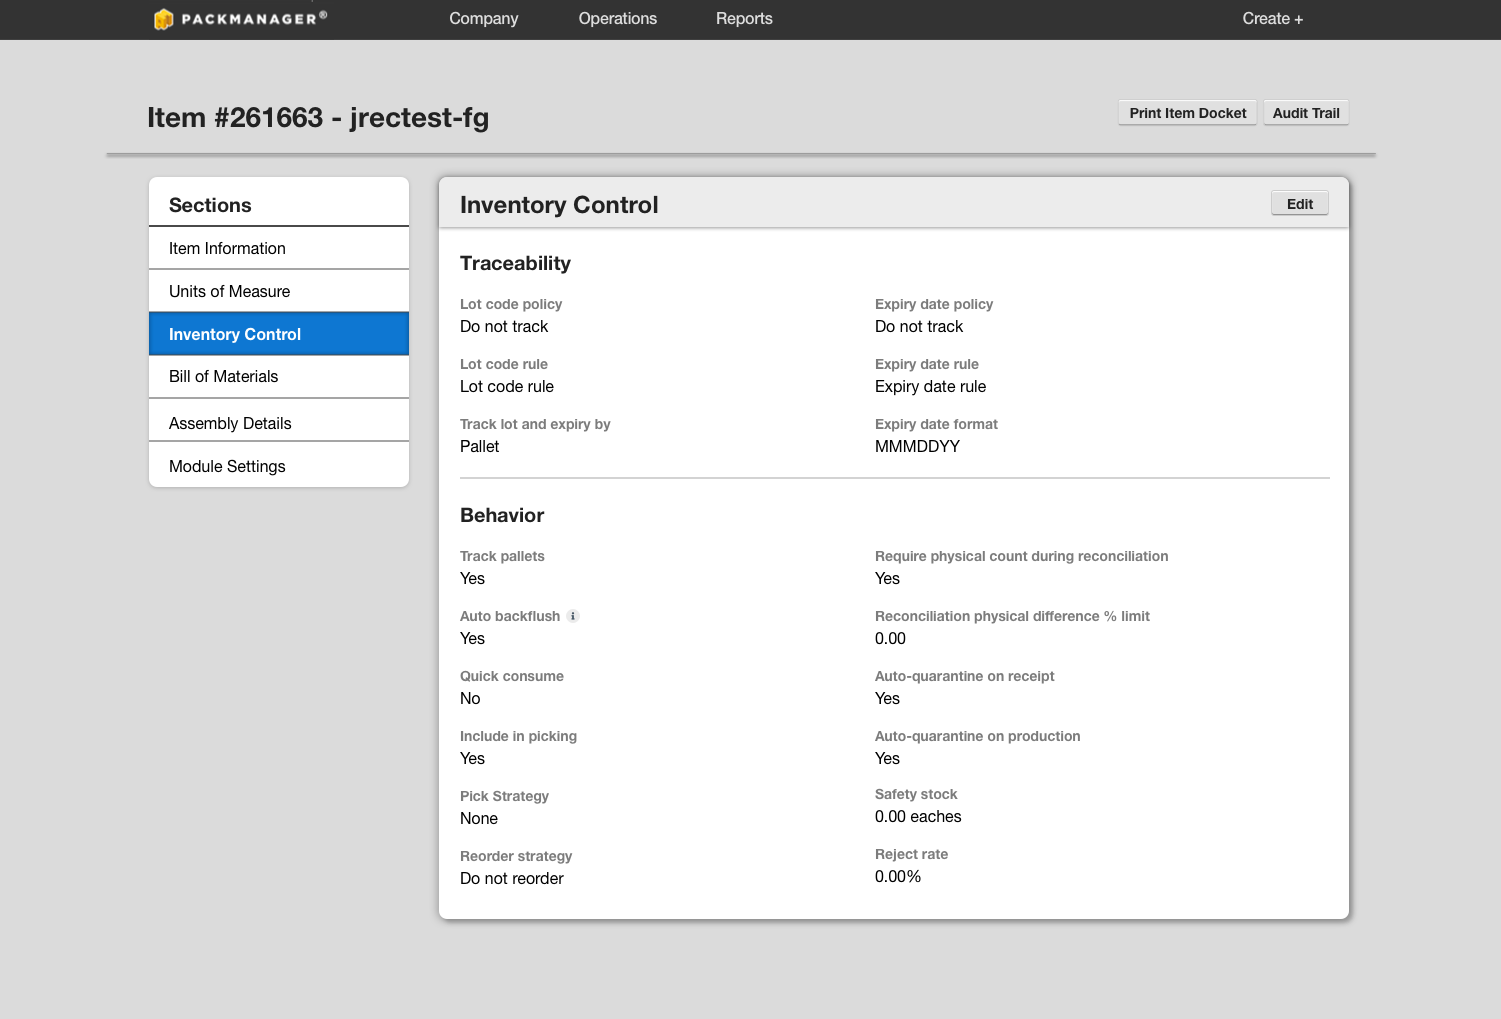 PACKMANAGER®
Company
Operations
Reports
Create +
Item #261663 - jrectest-fg
Print Item Docket
Audit Trail
Sections
Item Information
Units of Measure
Inventory Control
Bill of Materials
Assembly Details
Module Settings
Inventory Control
Edit
Traceability
Lot code policy
Do not track
Expiry date policy
Do not track
Lot code rule
Lot code rule
Expiry date rule
Expiry date rule
Track lot and expiry by
Pallet
Expiry date format
MMMDDYY
Behavior
Track pallets
Yes
Require physical count during reconciliation
Yes
Auto backflush i
Yes
Reconciliation physical difference % limit
0.00
Quick consume
No
Auto-quarantine on receipt
Yes
Include in picking
Yes
Auto-quarantine on production
Yes
Pick Strategy
None
Safety stock
0.00 eaches
Reorder strategy
Do not reorder
Reject rate
0.00%